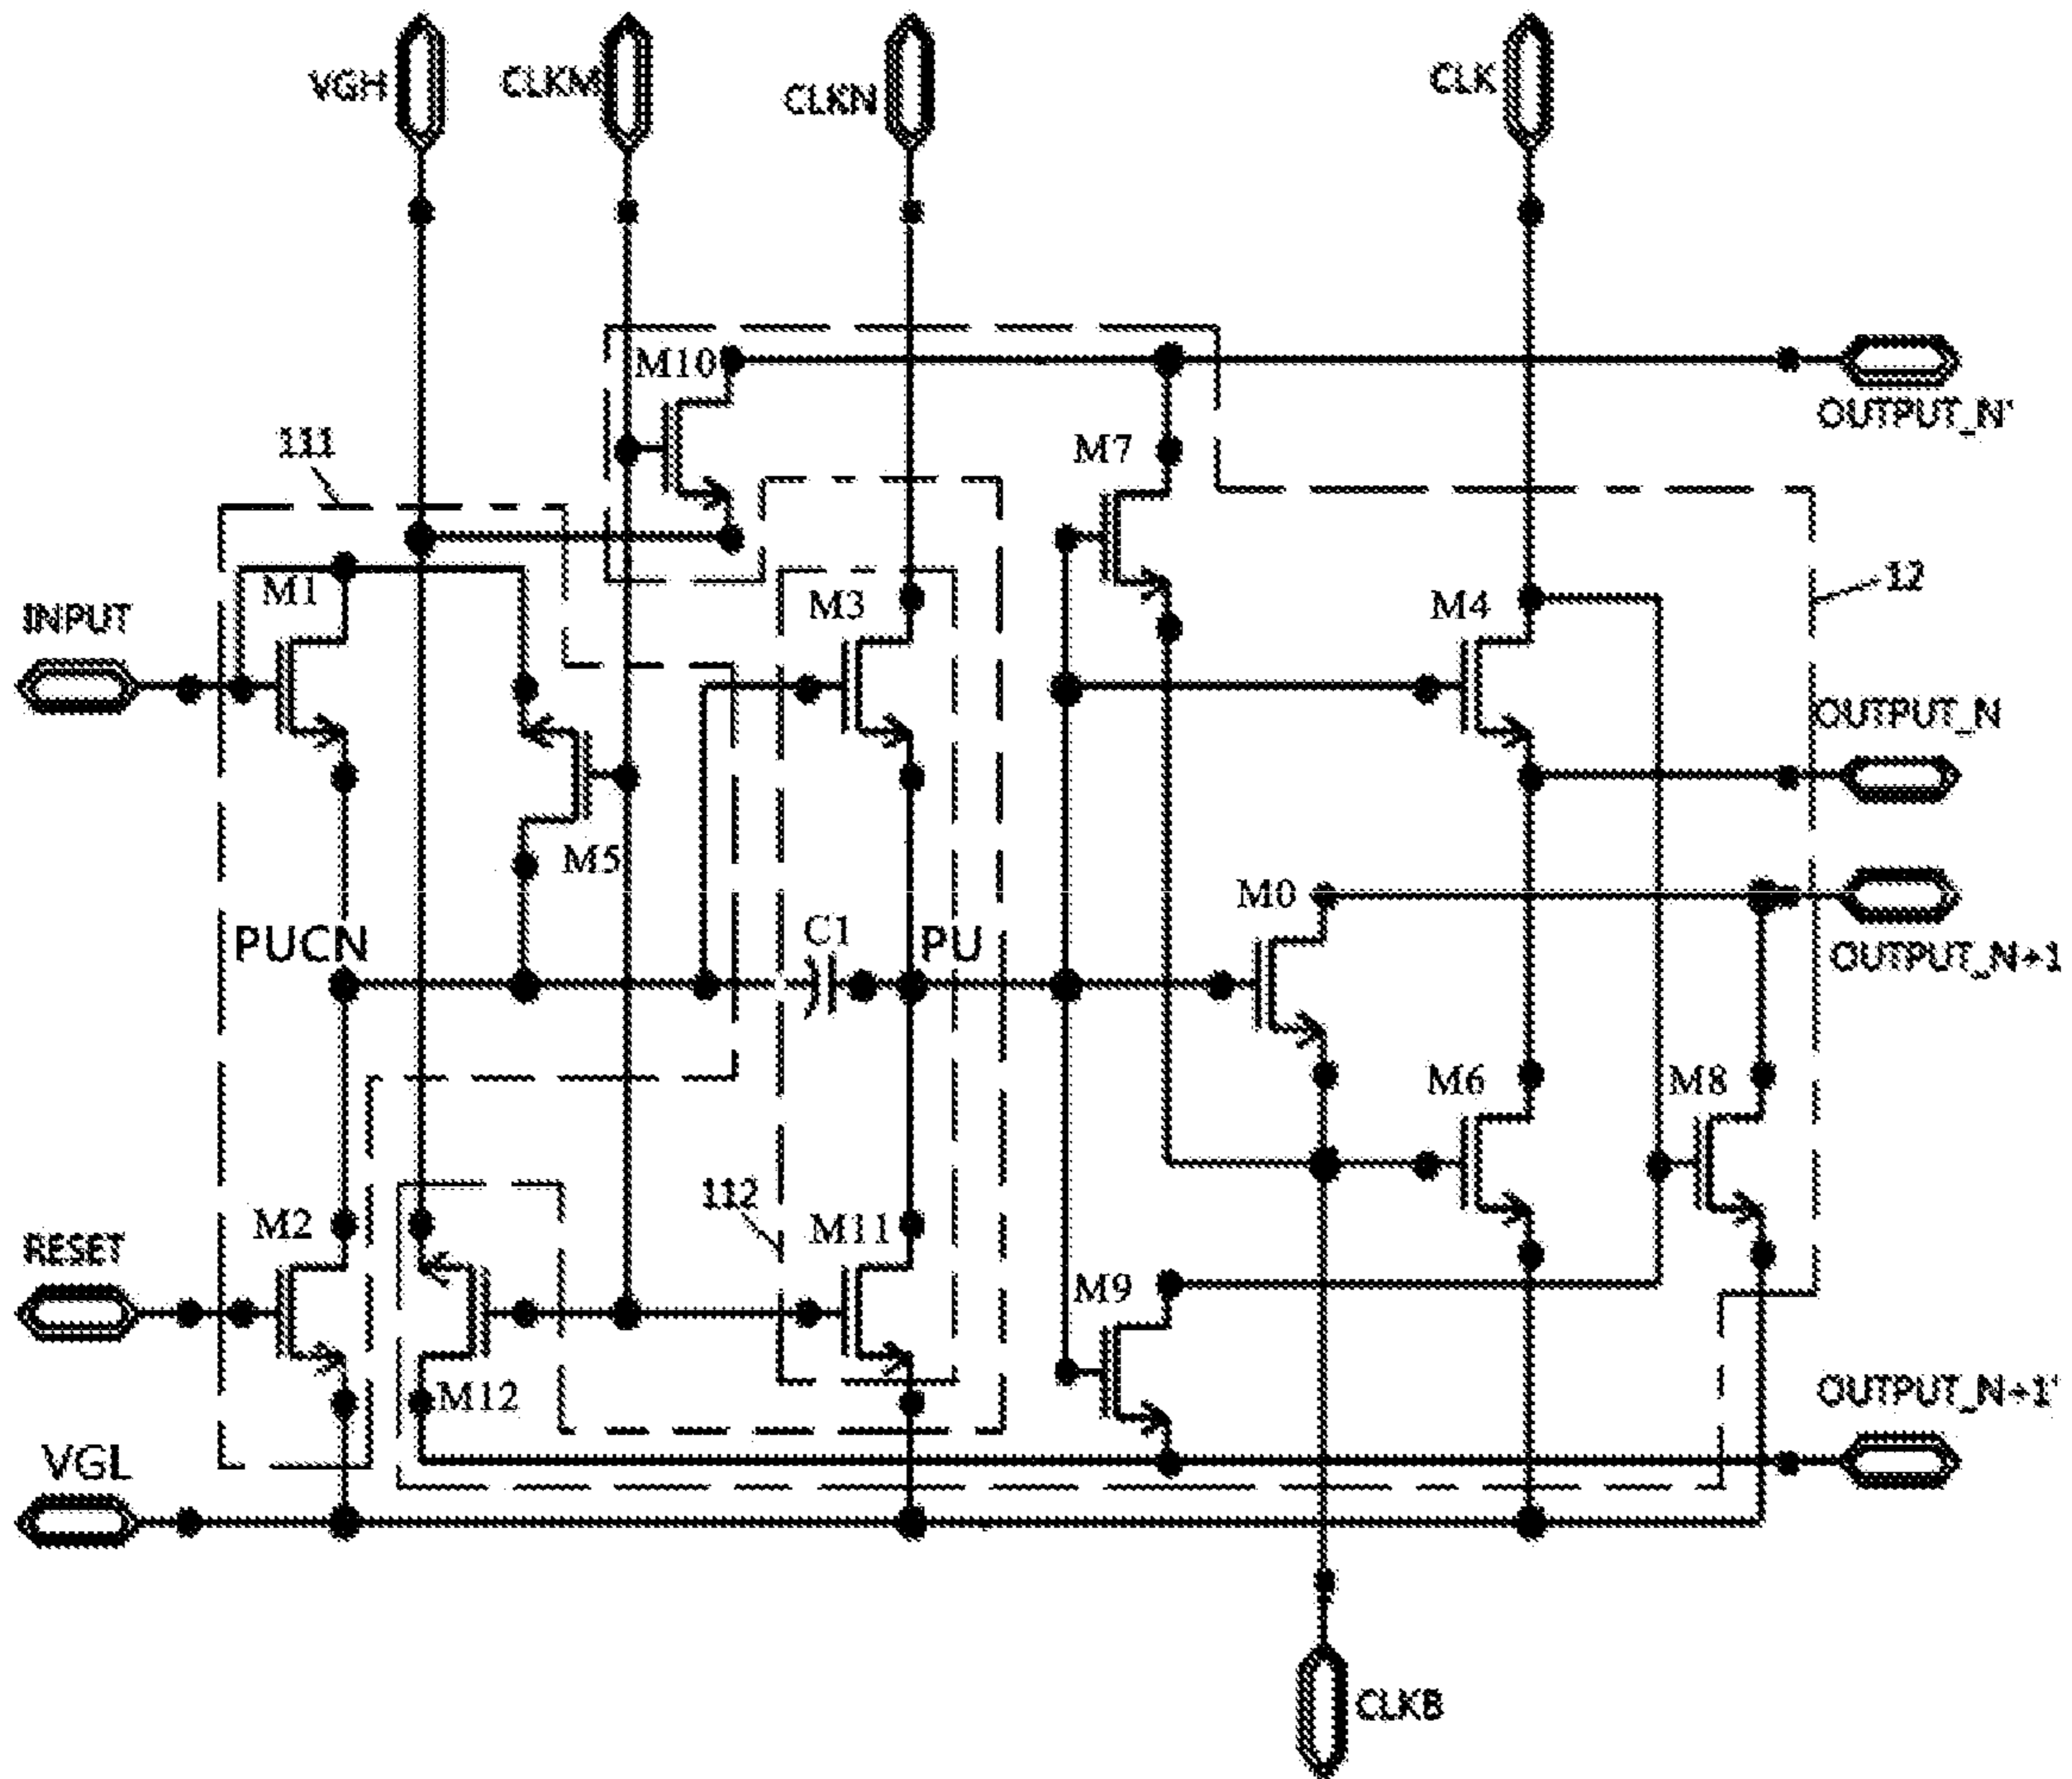 VGH
CLKM
CLKN
CLK
M10
OUTPUT_N'
111
M7
M1
M3
M4
12
INPUT
OUTPUT_N
M5
M0
PUCN
C1
PU
OUTPUT_N+1
M6
M8
112
M2
M11
RESET
M9
M12
OUTPUT_N+1'
VGL
CLKB